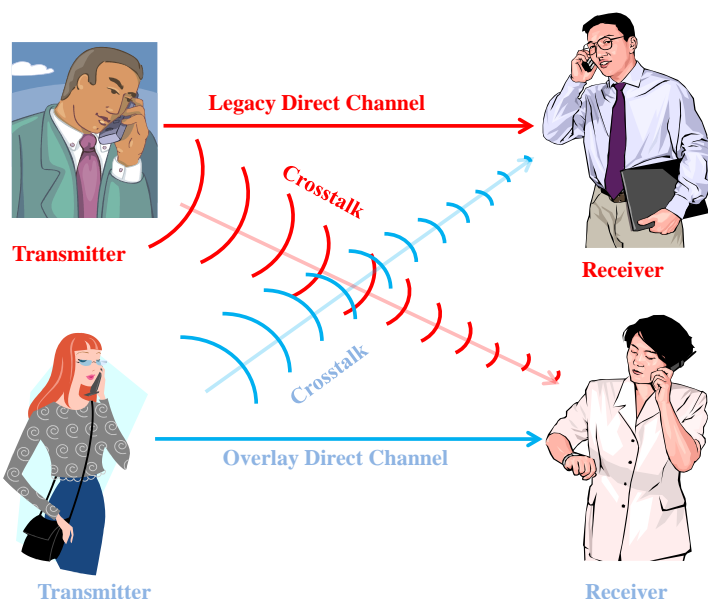 Legacy Direct Channel
Crosstalk
Transmitter
Receiver
Crosstalk
Overlay Direct Channel
Transmitter
Receiver